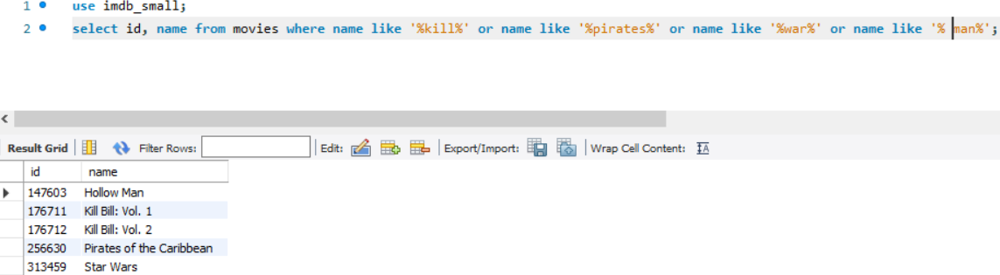 1 use imdb_small;
2 select id, name from movies where name like '%kill%' or name like '%pirates%' or name like '%war%' or name like '% man%';
Result Grid Filter Rows: Edit: Export/Import: Wrap Cell Content: IA
id name
147603 Hollow Man
176711 Kill Bill: Vol. 1
176712 Kill Bill: Vol. 2
256630 Pirates of the Caribbean
313459 Star Wars